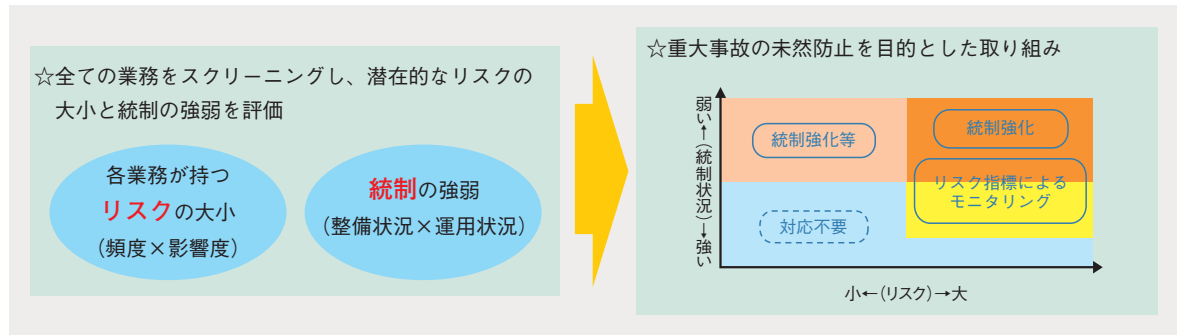 ☆全ての業務をスクリーニングし、潜在的なリスクの
大小と統制の強弱を評価
各業務が持つ
リスクの大小
（頻度×影響度）
統制の強弱
（整備状況×運用状況）
☆重大事故の未然防止を目的とした取り組み
弱い←（統制状況）→強い
統制強化等
統制強化
リスク指標による
モニタリング
対応不要
小←（リスク）→大